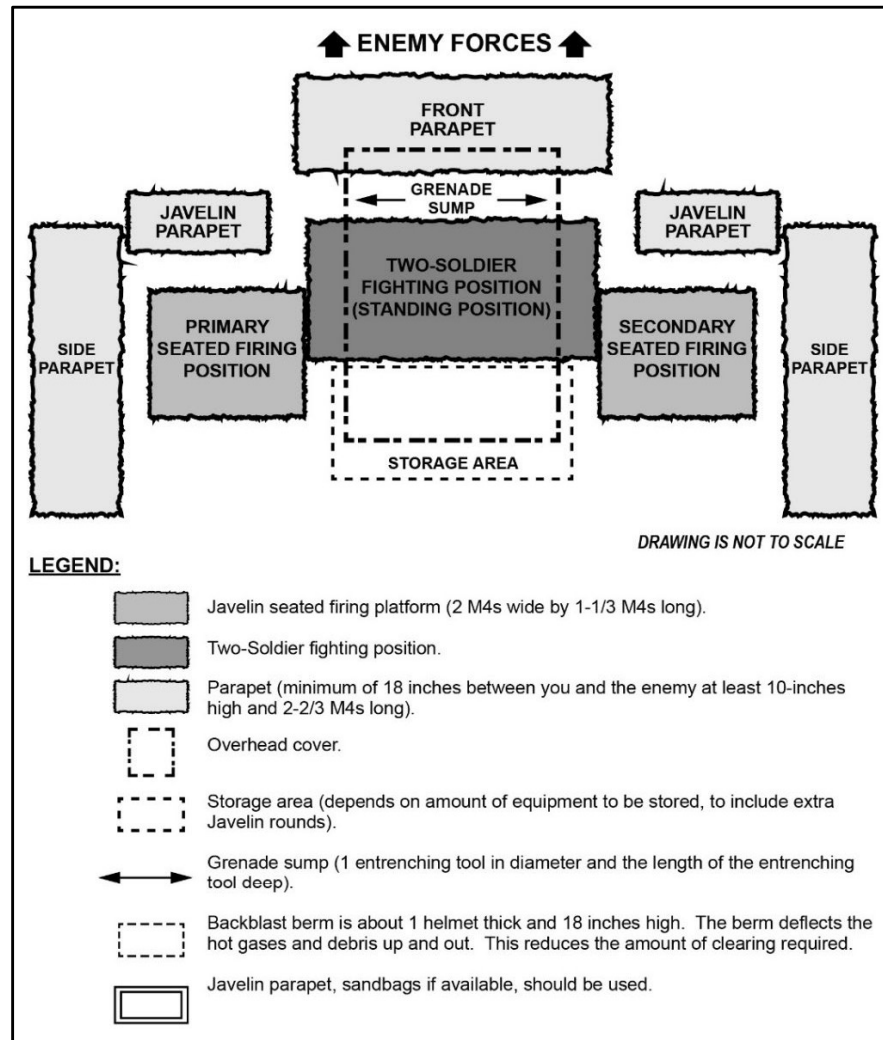 ENEMY FORCES
FRONT
PARAPET
GRENADE
SUMP
JAVELIN
PARAPET
JAVELIN
PARAPET
TWO-SOLDIER
FIGHTING POSITION
(STANDING POSITION)
PRIMARY
SEATED FIRING
POSITION
SECONDARY
SEATED FIRING
POSITION
SIDE
PARAPET
SIDE
PARAPET
STORAGE AREA
DRAWING IS NOT TO SCALE
LEGEND:
Javelin seated firing platform (2 M4s wide by 1-1/3 M4s long).
Two-Soldier fighting position.
Parapet (minimum of 18 inches between you and the enemy at least 10-inches
high and 2-2/3 M4s long).
Overhead cover.
Storage area (depends on amount of equipment to be stored, to include extra
Javelin rounds).
Grenade sump (1 entrenching tool in diameter and the length of the entrenching
tool deep).
Backblast berm is about 1 helmet thick and 18 inches high. The berm deflects the
hot gases and debris up and out. This reduces the amount of clearing required.
Javelin parapet, sandbags if available, should be used.